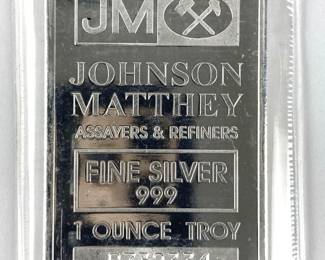 JM
JOHNSON
MATTHEY
ASSAYERS & REFINERS
FINE SILVER
999
1 OUNCE TROY